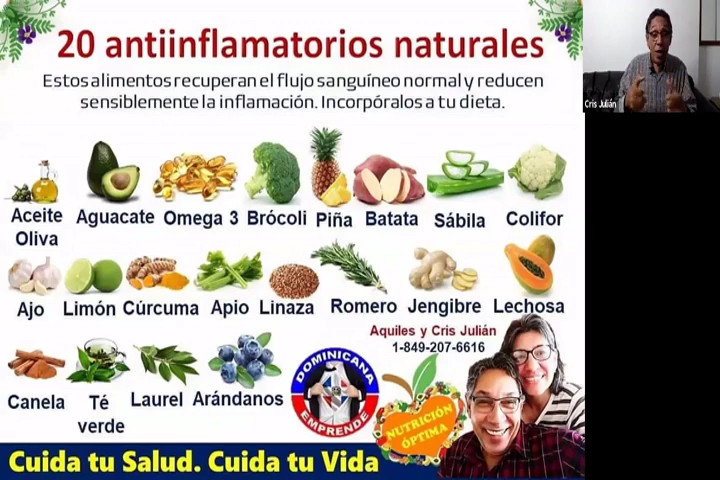 20 antiinflamatorios naturales
Estos alimentos recuperan el flujo sanguíneo normal y reducen
sensiblemente la inflamación. Incorpóralos a tu dieta.
Cris Julián
Aceite
Oliva
Aguacate
Omega 3
Brócoli
Piña
Batata
Sábila
Colifor
Ajo
Limón
Cúrcuma
Apio
Linaza
Romero
Jengibre
Lechosa
Aquiles y Cris Julián
1-849-207-6616
Canela
Té
verde
Laurel
Arándanos
DOMINICANA
EMPRENDE
NUTRICIÓN
ÓPTIMA
Cuida tu Salud. Cuida tu Vida